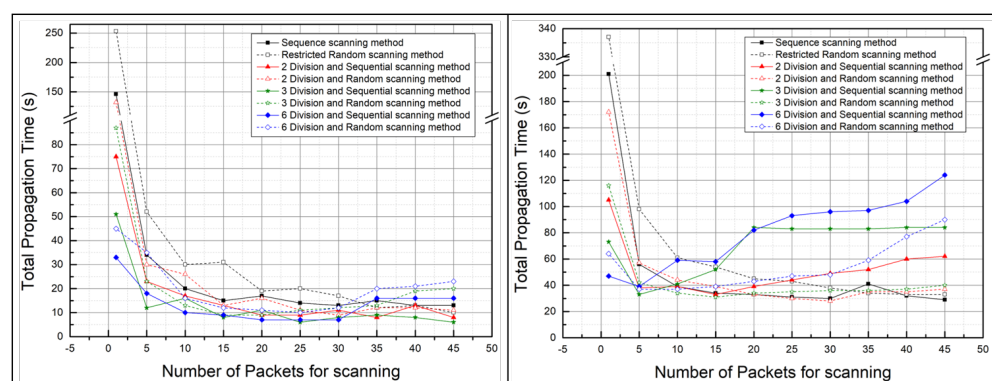 250
150
80
70
60
50
40
30
20
10
0
-5 0 5 10 15 20 25 30 35 40 45 50
Total Propagation Time (s)
Number of Packets for scanning
Sequence scanning method
Restricted Random scanning method
2 Division and Sequential scanning method
2 Division and Random scanning method
3 Division and Sequential scanning method
3 Division and Random scanning method
6 Division and Sequential scanning method
6 Division and Random scanning method
340
330
200
180
160
140
120
100
80
60
40
20
0
-5 0 5 10 15 20 25 30 35 40 45 50
Total Propagation Time (s)
Number of Packets for scanning
Sequence scanning method
Restricted Random scanning method
2 Division and Sequential scanning method
2 Division and Random scanning method
3 Division and Sequential scanning method
3 Division and Random scanning method
6 Division and Sequential scanning method
6 Division and Random scanning method